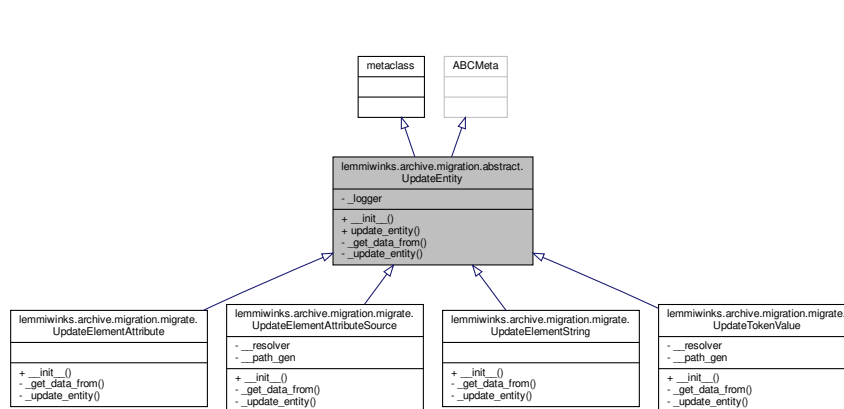 metaclass
ABCMeta
lemmiwinks.archive.migration.abstract.
UpdateEntity
- _logger
+ __init__()
+ update_entity()
- _get_data_from()
- _update_entity()
lemmiwinks.archive.migration.migrate.
UpdateElementAttribute
+ __init__()
- _get_data_from()
- _update_entity()
lemmiwinks.archive.migration.migrate.
UpdateElementAttributeSource
- __resolver
- __path_gen
+ __init__()
- _get_data_from()
- _update_entity()
lemmiwinks.archive.migration.migrate.
UpdateElementString
+ __init__()
- _get_data_from()
- _update_entity()
lemmiwinks.archive.migration.migrate.
UpdateTokenValue
- __resolver
- __path_gen
+ __init__()
- _get_data_from()
- _update_entity()